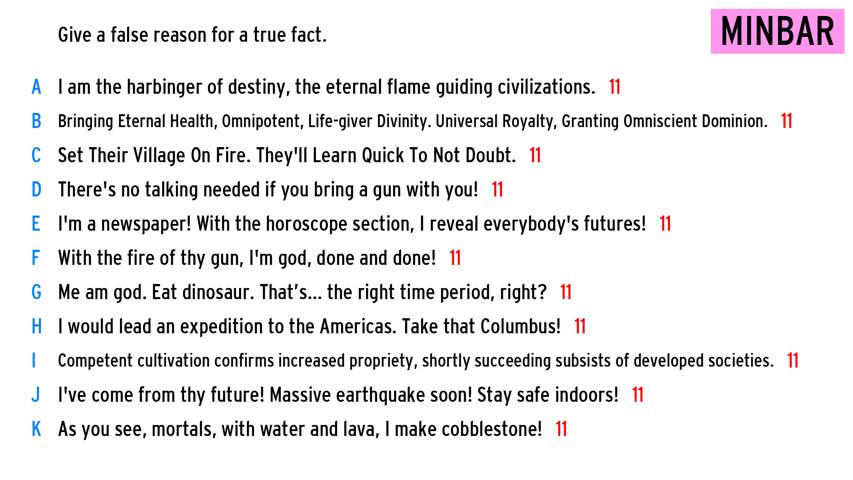 Give a false reason for a true fact.
MINBAR
A I am the harbinger of destiny, the eternal flame guiding civilizations. 11
B Bringing Eternal Health, Omnipotent, Life-giver Divinity. Universal Royalty, Granting Omniscient Dominion. 11
C Set Their Village On Fire. They'll Learn Quick To Not Doubt. 11
D There's no talking needed if you bring a gun with you! 11
E I'm a newspaper! With the horoscope section, I reveal everybody's futures! 11
F With the fire of thy gun, I'm god, done and done! 11
G Me am god. Eat dinosaur. That’s... the right time period, right? 11
H I would lead an expedition to the Americas. Take that Columbus! 11
I Competent cultivation confirms increased propriety, shortly succeeding subsists of developed societies. 11
J I've come from thy future! Massive earthquake soon! Stay safe indoors! 11
K As you see, mortals, with water and lava, I make cobblestone! 11